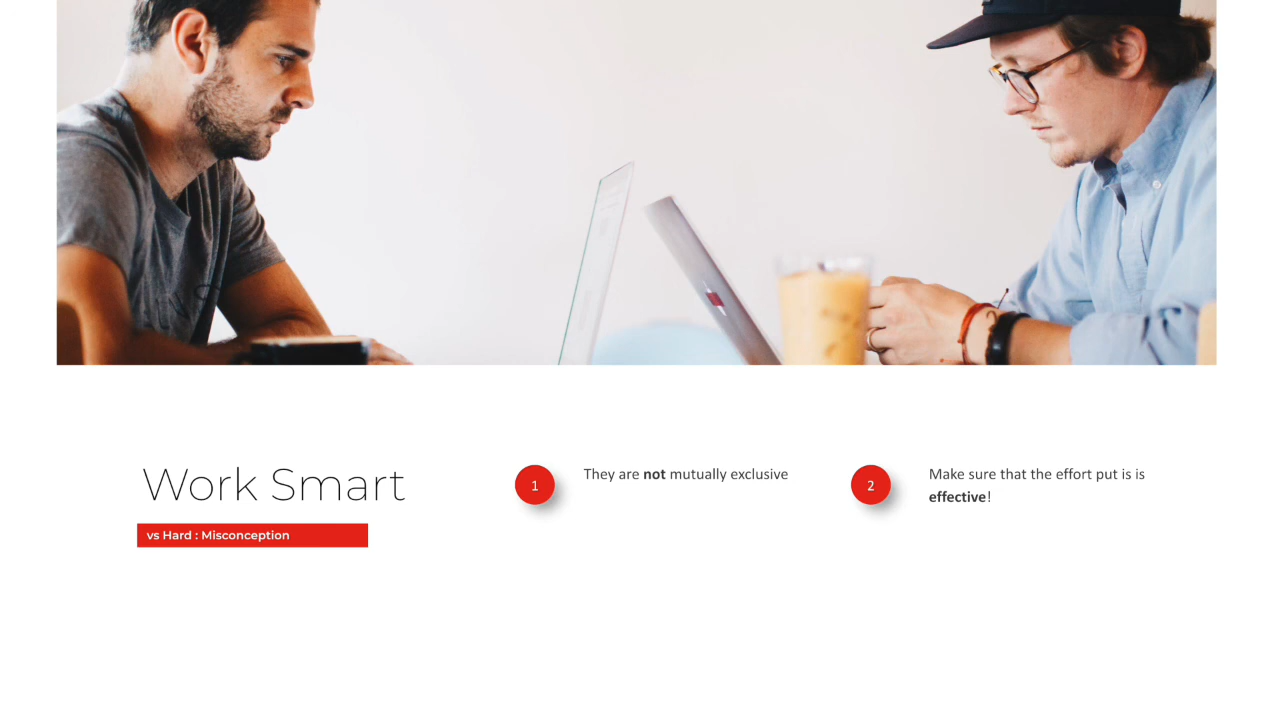 Work Smart
vs Hard : Misconception
1
They are not mutually exclusive
2
Make sure that the effort put is is
effective!